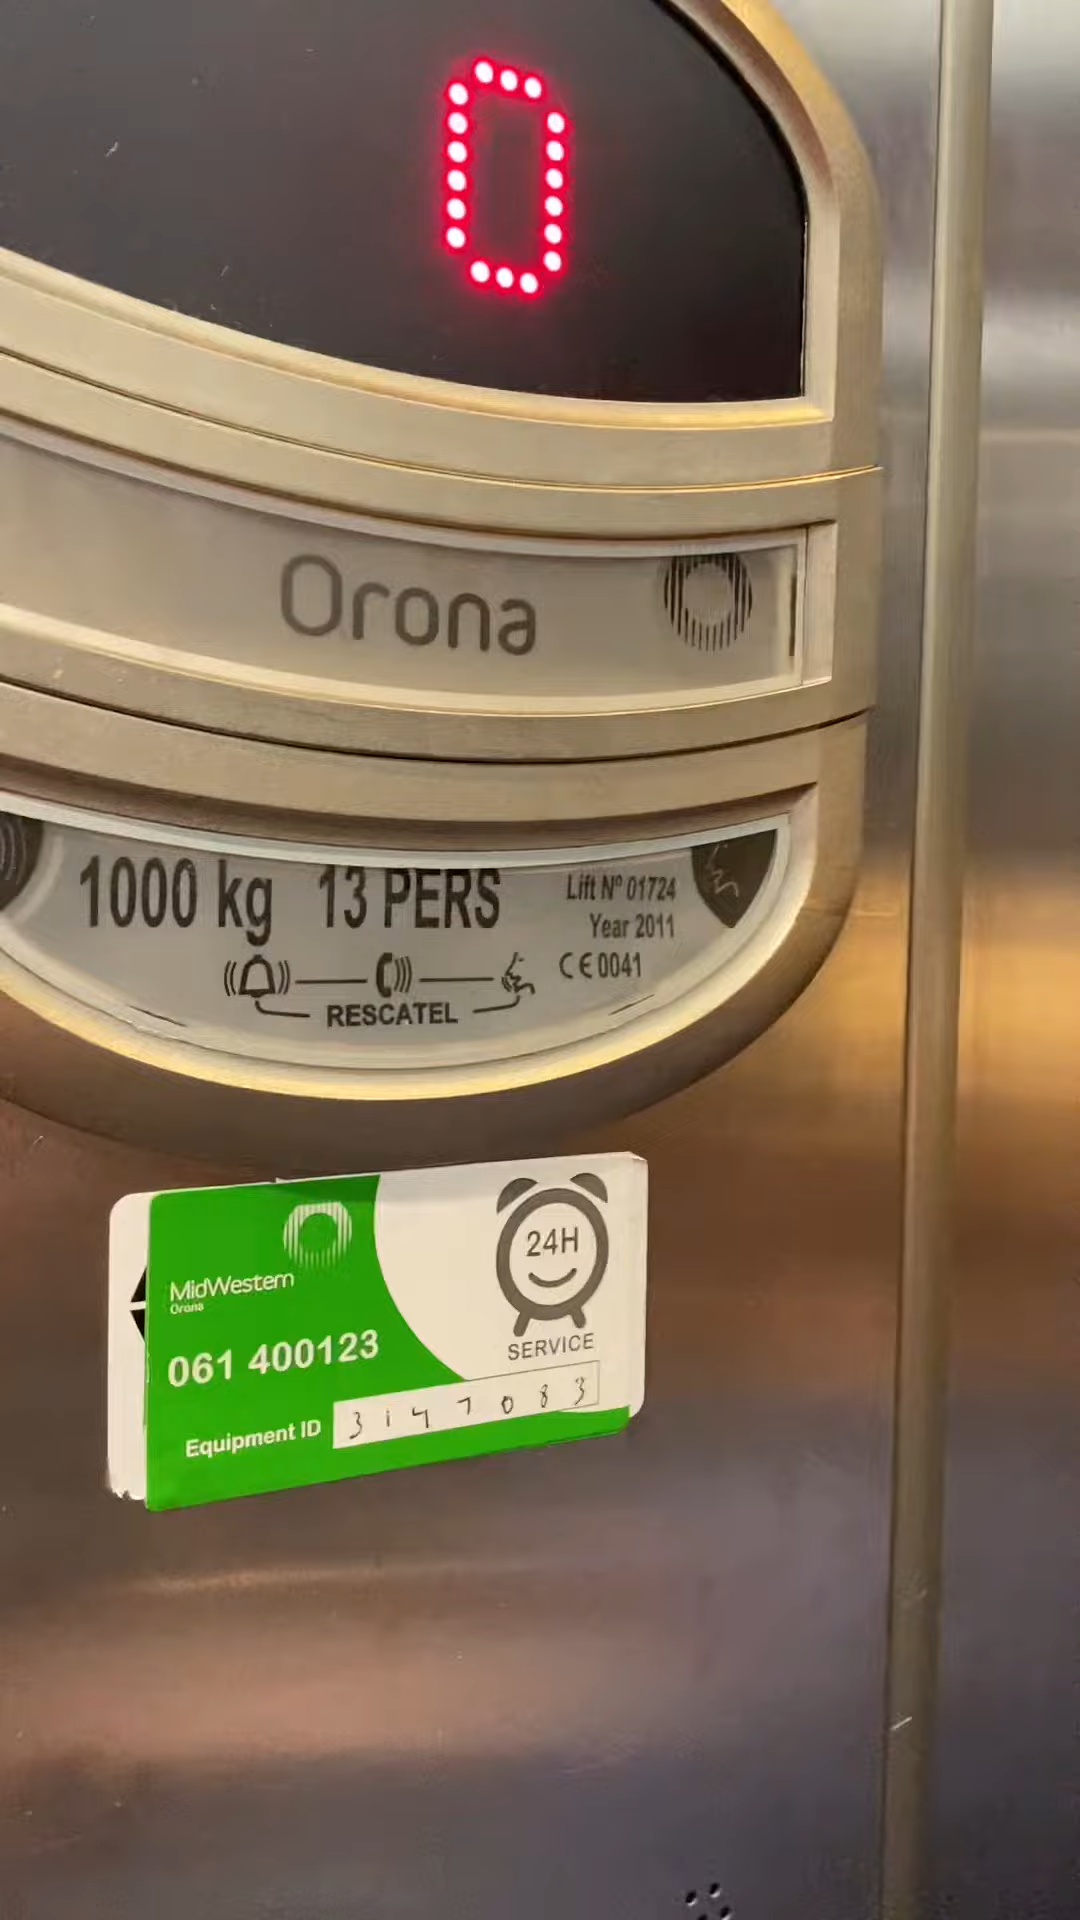 0
Orona
1000 kg 13 PERS
Lift Nº 01724
Year 2011
CE 0041
RESCATEL
MidWestern
Orona
061 400123
24H
SERVICE
Equipment ID 3147083